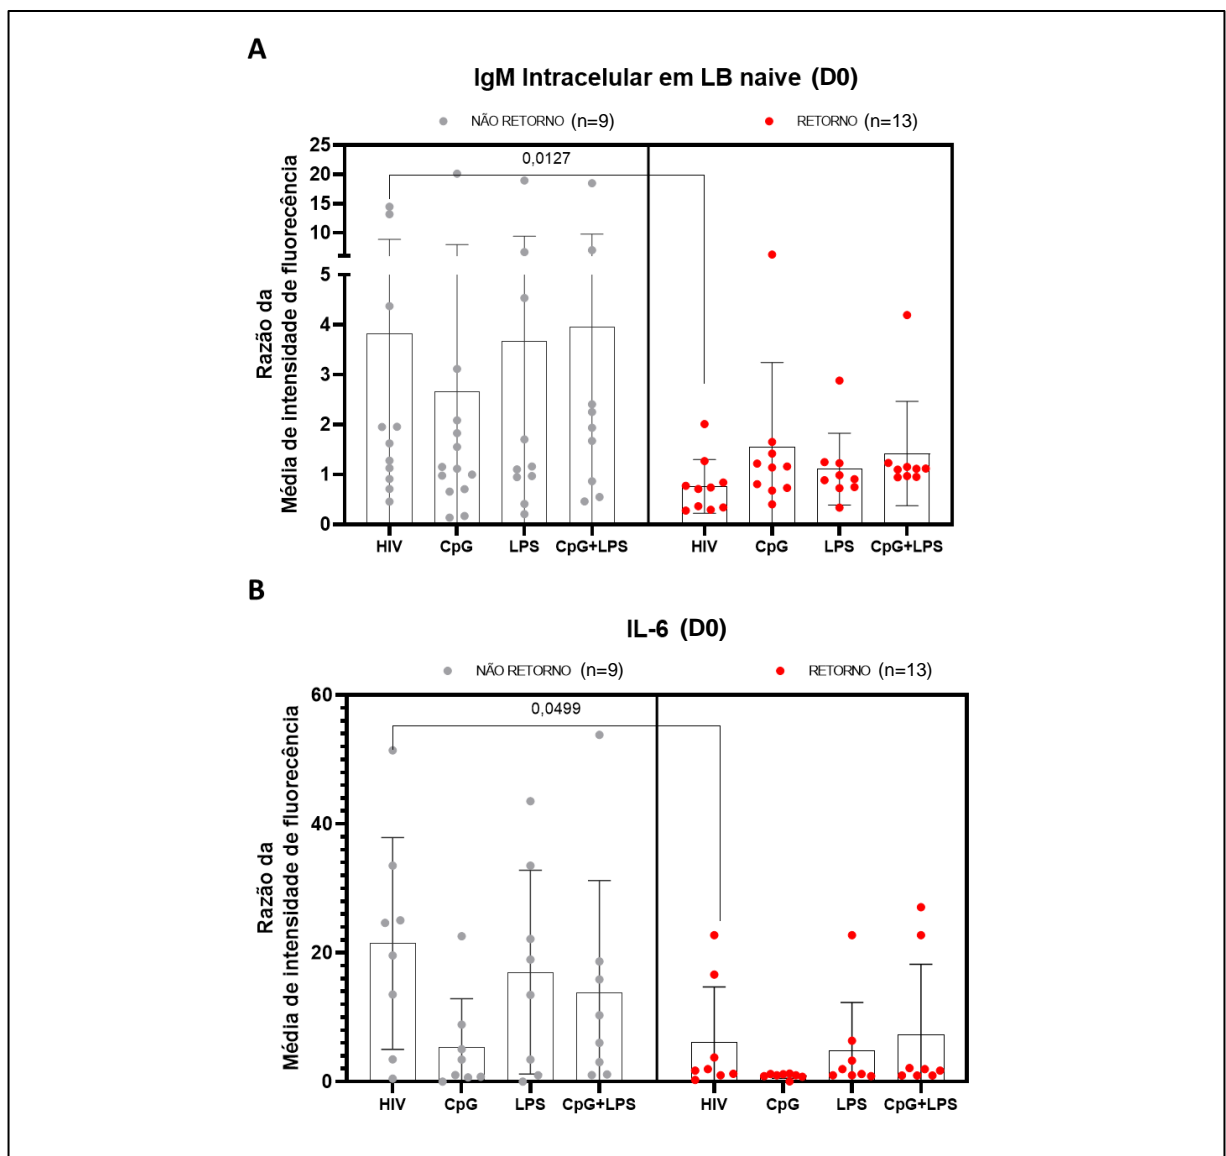 A
IgM Intracelular em LB naive (D0)
NÃO RETORNO (n=9)
RETORNO (n=13)
Razão da
Média de intensidade de fluorecência
25
20
15
10
5
4
3
2
1
0
0,0127
HIV CpG LPS CpG+LPS HIV CpG LPS CpG+LPS
B
IL-6 (D0)
NÃO RETORNO (n=9)
RETORNO (n=13)
Razão da
Média de intensidade de fluorecência
60
40
20
0
0,0499
HIV CpG LPS CpG+LPS HIV CpG LPS CpG+LPS